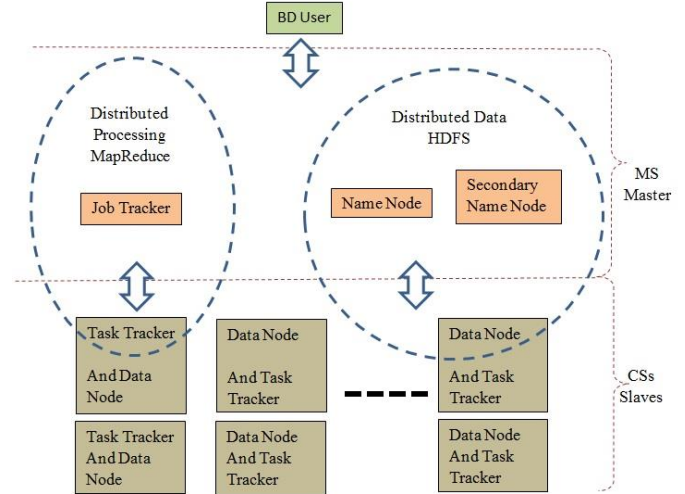 BD User
Distributed
Processing
MapReduce
Distributed Data
HDFS
Job Tracker
Name Node
Secondary
Name Node
MS
Master
Task Tracker
And Data
Node
Data Node
And Task
Tracker
Data Node
And Task
Tracker
CSs
Slaves
Task Tracker
And Data
Node
Data Node
And Task
Tracker
Data Node
And Task
Tracker